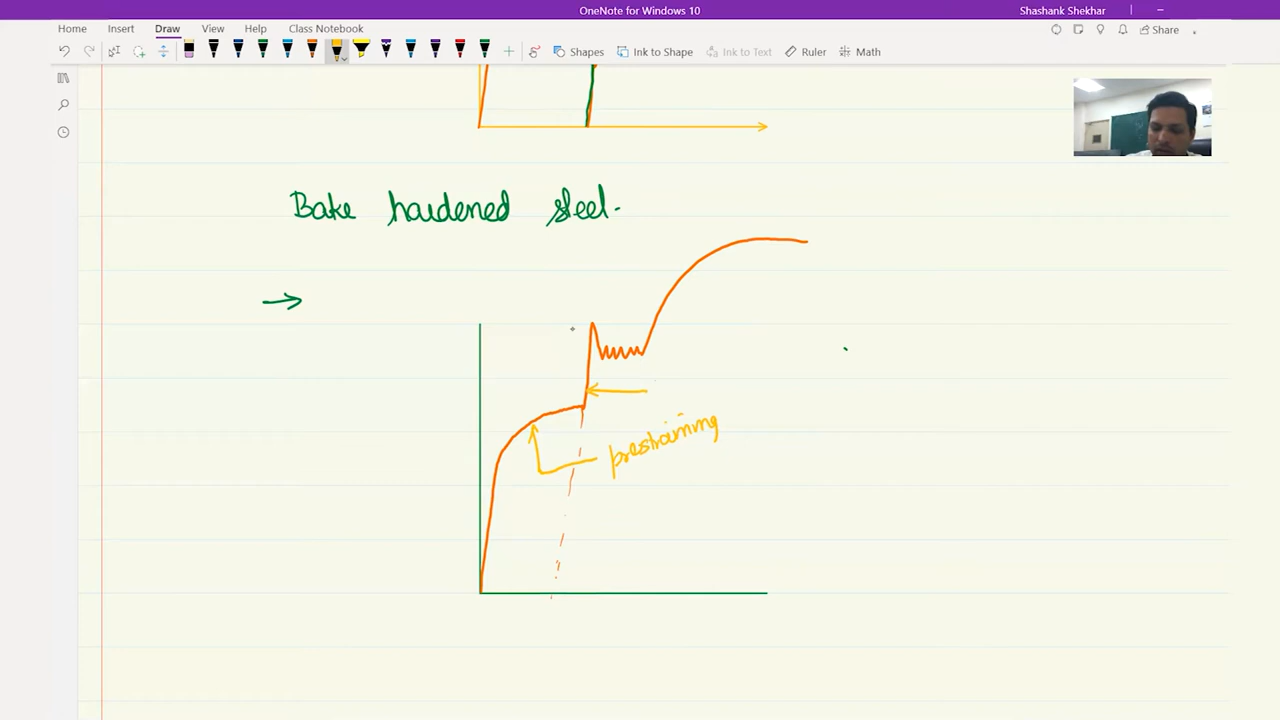 OneNote for Windows 10
Shashank Shekhar
Home Insert Draw View Help Class Notebook
Share
Shapes Ink to Shape Ink to Text Ruler Math
Bake hardened steel.
prestraining